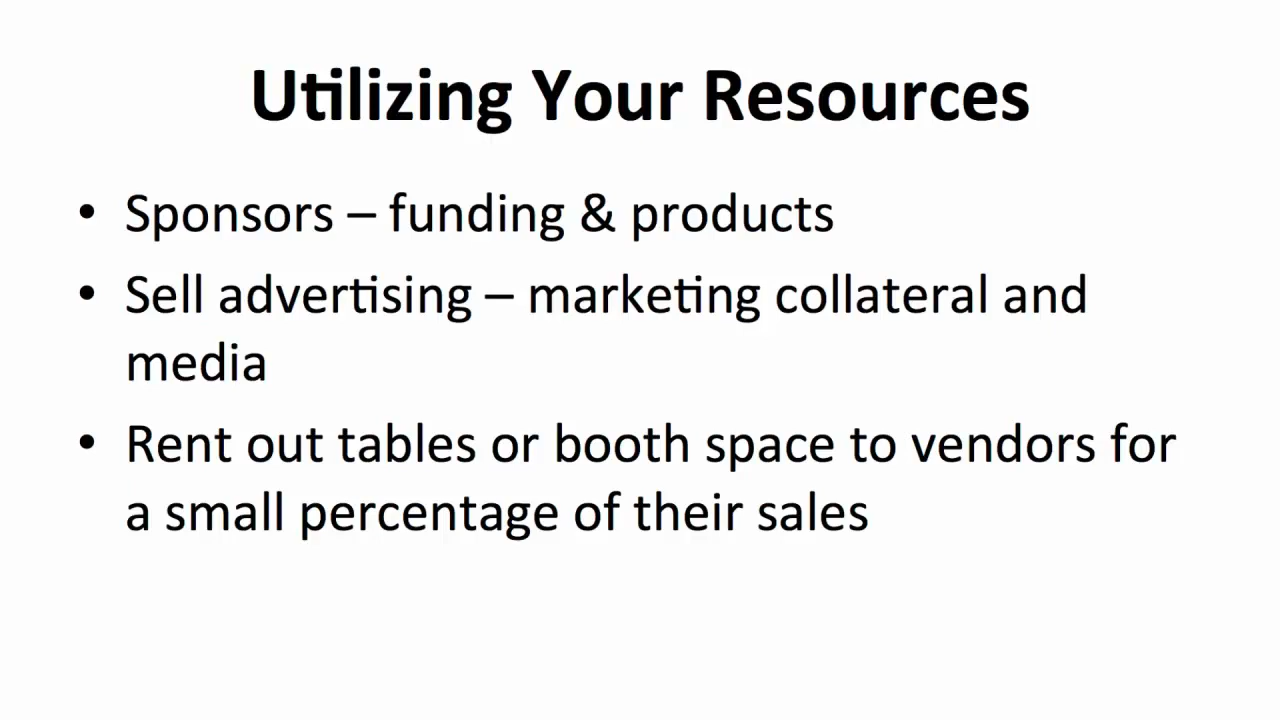 Utilizing Your Resources
• Sponsors – funding & products
• Sell advertising – marketing collateral and
media
• Rent out tables or booth space to vendors for
a small percentage of their sales